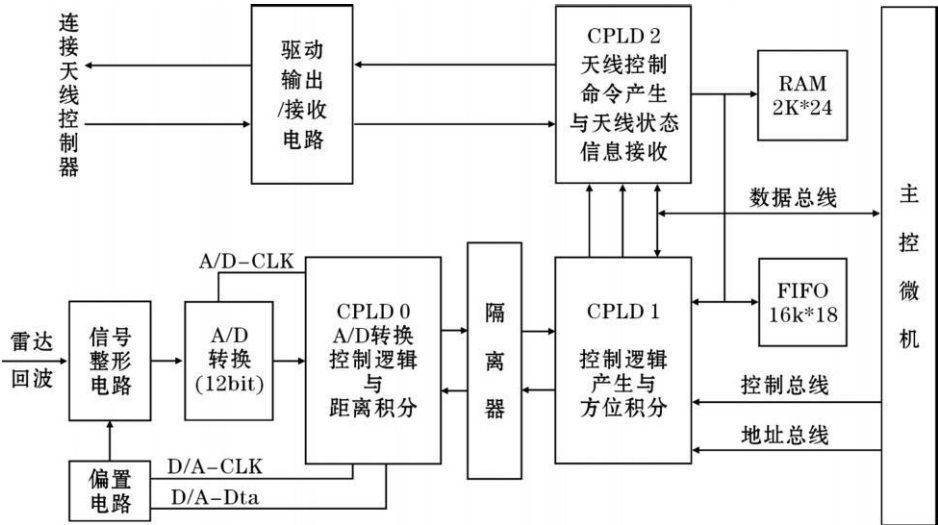 连接天线控制器
驱动
输出
/接收
电路
CPLD 2
天线控制
命令产生
与天线状态
信息接收
RAM
2K*24
数据总线
主控微机
A/D-CLK
雷达
回波
信号
整形
电路
A/D
转换
(12bit)
CPLD 0
A/D转换
控制逻辑
与
距离积分
隔离器
CPLD 1
控制逻辑
产生与
方位积分
FIFO
16k*18
控制总线
地址总线
偏置
电路
D/A-CLK
D/A-Dta